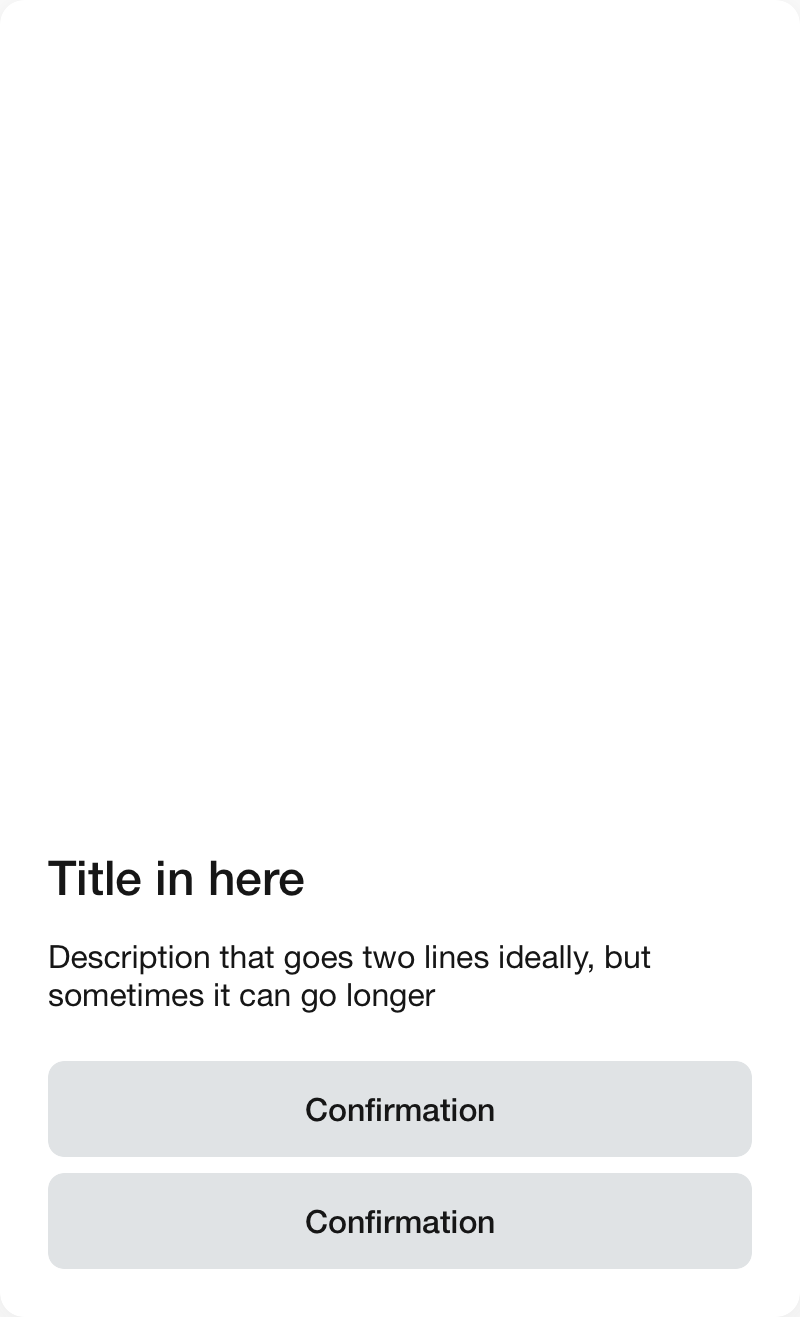 Title in here
Description that goes two lines ideally, but
sometimes it can go longer
Confirmation
Confirmation